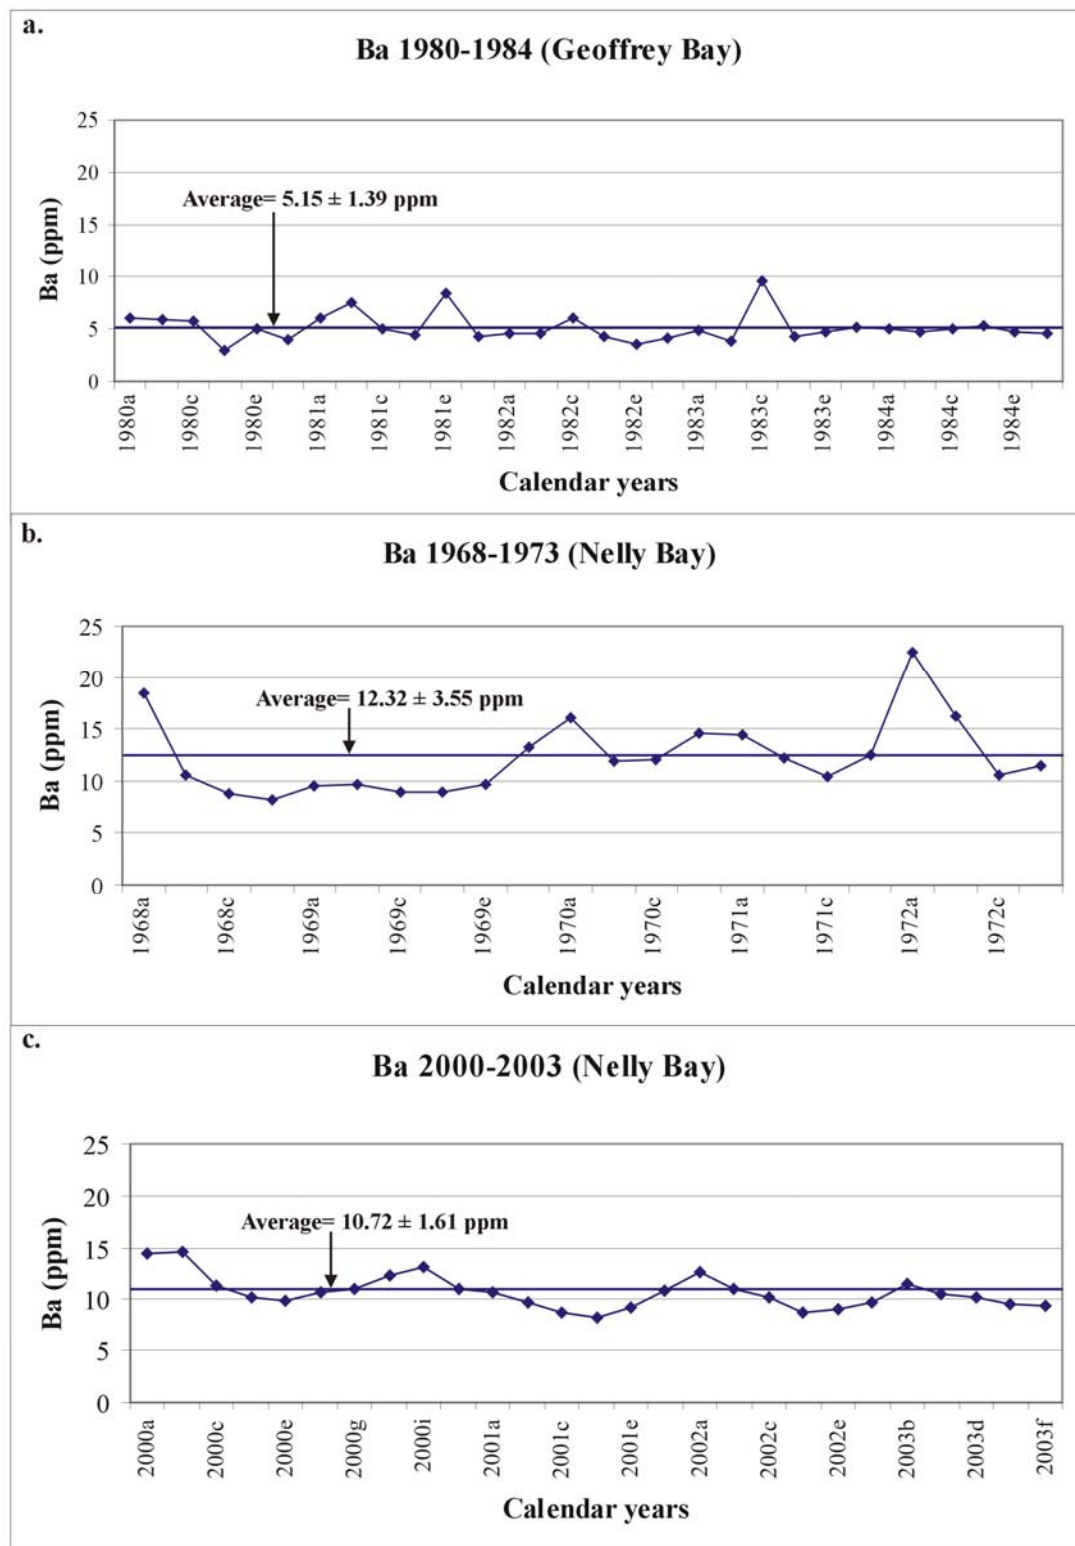 a.
Ba 1980-1984 (Geoffrey Bay)
25
20
15
10
5
0
Ba (ppm)
Average= 5.15 ± 1.39 ppm
1980a 1980c 1980e 1981a 1981c 1981e 1982a 1982c 1982e 1983a 1983c 1983e 1984a 1984c 1984e
Calendar years
b.
Ba 1968-1973 (Nelly Bay)
25
20
15
10
5
0
Ba (ppm)
Average= 12.32 ± 3.55 ppm
1968a 1968c 1969a 1969c 1969e 1970a 1970c 1971a 1971c 1972a 1972c
Calendar years
c.
Ba 2000-2003 (Nelly Bay)
25
20
15
10
5
0
Ba (ppm)
Average= 10.72 ± 1.61 ppm
2000a 2000c 2000e 2000g 2000i 2001a 2001c 2001e 2002a 2002c 2002e 2003b 2003d 2003f
Calendar years